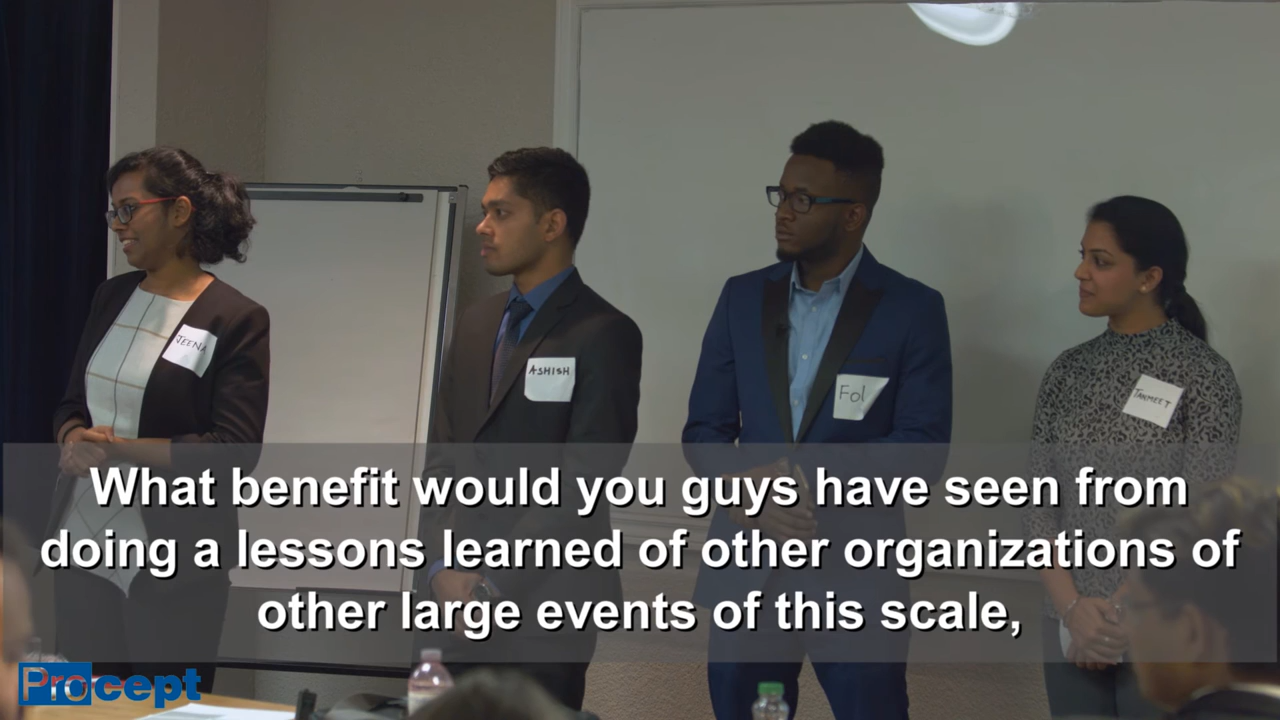 JEENA
ASHISH
Fol
TANMEET
What benefit would you guys have seen from
doing a lessons learned of other organizations of
other large events of this scale,
Procept